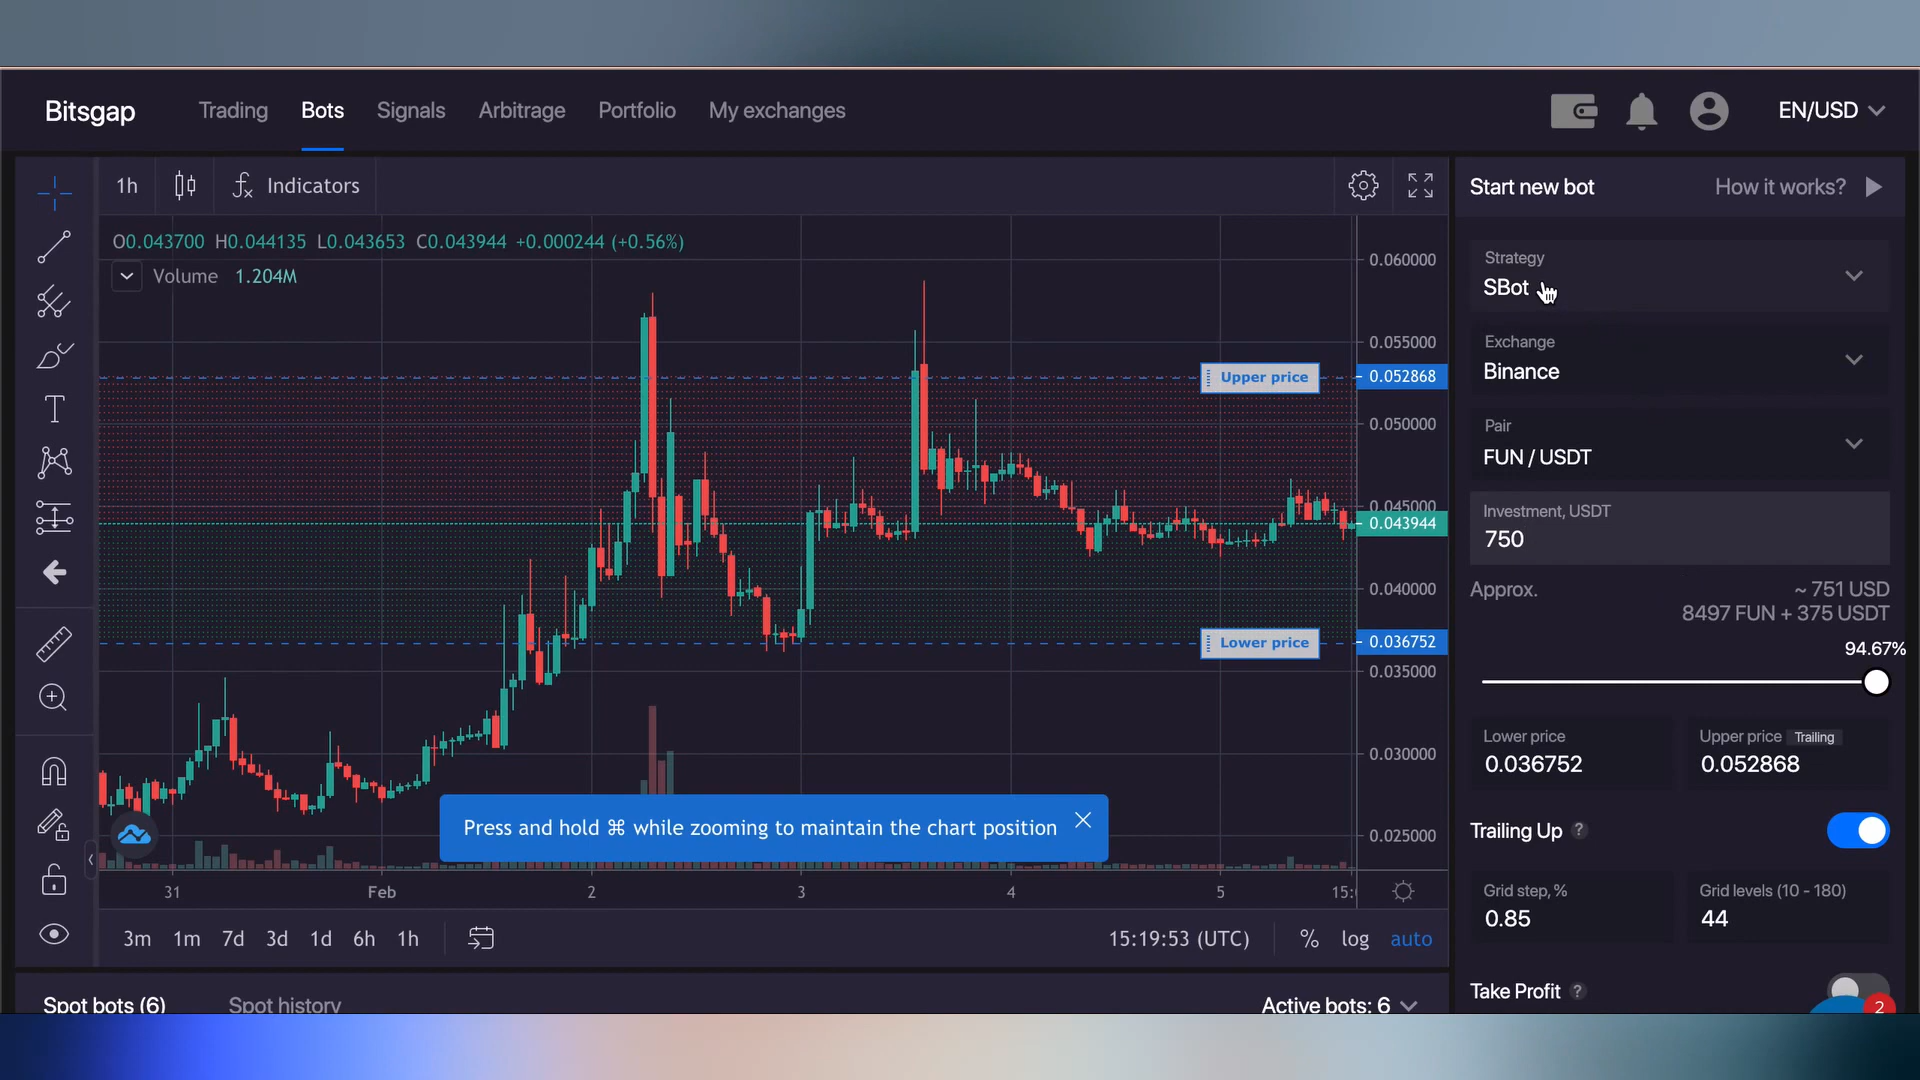 Bitsgap Trading Bots Signals Arbitrage Portfolio My exchanges EN/USD
1h Indicators
O0.043700 H0.044135 L0.043653 C0.043944 +0.000244 (+0.56%)
Volume 1.204M
0.060000
0.055000
Upper price 0.052868
0.050000
0.045000
0.043944
0.040000
Lower price 0.036752
0.035000
0.030000
0.025000
Press and hold ⌘ while zooming to maintain the chart position
31 Feb 2 3 4 5 15:
3m 1m 7d 3d 1d 6h 1h 15:19:53 (UTC) % log auto
Spot bots (6) Spot history Active bots: 6
Start new bot How it works?
Strategy
SBot
Exchange
Binance
Pair
FUN / USDT
Investment, USDT
750
Approx. ~ 751 USD
8497 FUN + 375 USDT
94.67%
Lower price Upper price Trailing
0.036752 0.052868
Trailing Up ?
Grid step, % Grid levels (10 - 180)
0.85 44
Take Profit ?
2